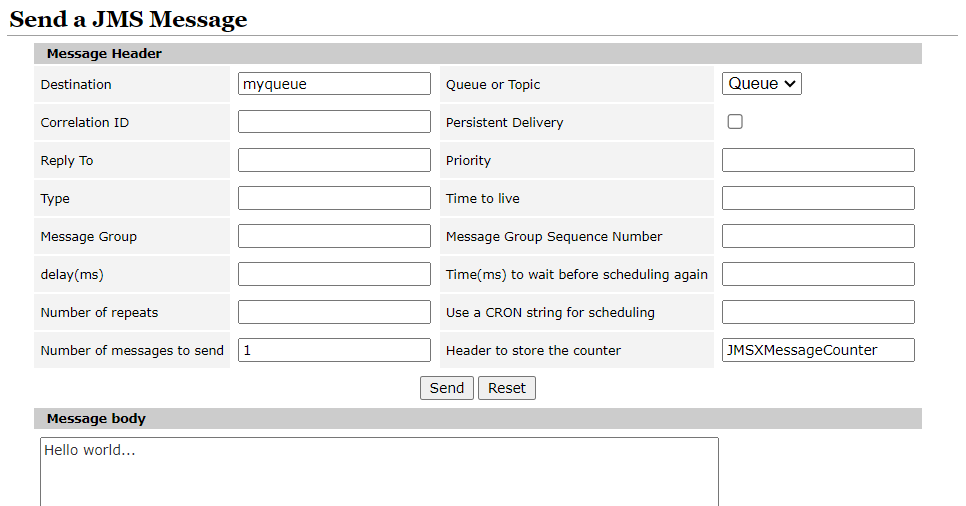 Send a JMS Message
Message Header
Destination myqueue Queue or Topic Queue
Correlation ID Persistent Delivery
Reply To Priority
Type Time to live
Message Group Message Group Sequence Number
delay(ms) Time(ms) to wait before scheduling again
Number of repeats Use a CRON string for scheduling
Number of messages to send 1 Header to store the counter JMSXMessageCounter
Send Reset
Message body
Hello world...